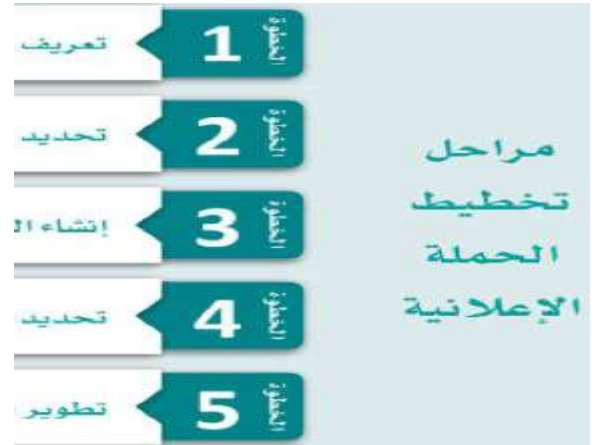 مراحل
تخطيط
الحملة
الإعلانية
الخطوة 1 تعريف
الخطوة 2 تحديد
الخطوة 3 إنشاء
الخطوة 4 تحديد
الخطوة 5 تطوير